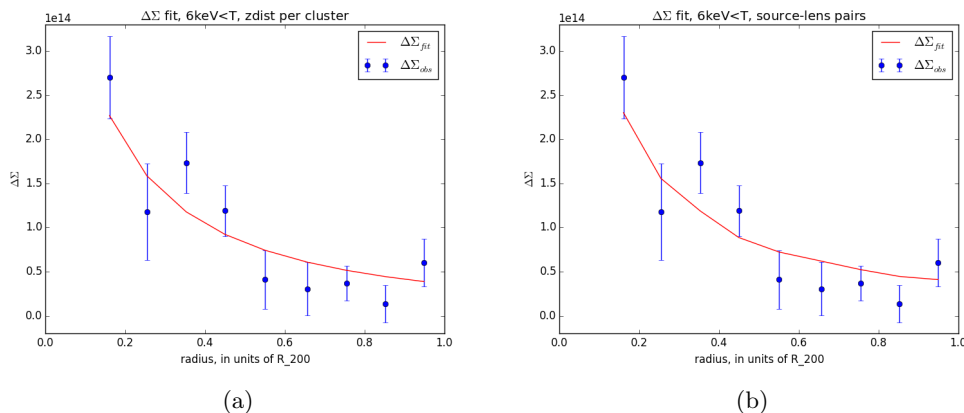 ΔΣ fit, 6keV<T, zdist per cluster
1e14
ΔΣ_fit
ΔΣ_obs
3.0
2.5
2.0
1.5
1.0
0.5
0.0
ΔΣ
0.0 0.2 0.4 0.6 0.8 1.0
radius, in units of R_200
(a)
ΔΣ fit, 6keV<T, source-lens pairs
1e14
ΔΣ_fit
ΔΣ_obs
3.0
2.5
2.0
1.5
1.0
0.5
0.0
ΔΣ
0.0 0.2 0.4 0.6 0.8 1.0
radius, in units of R_200
(b)